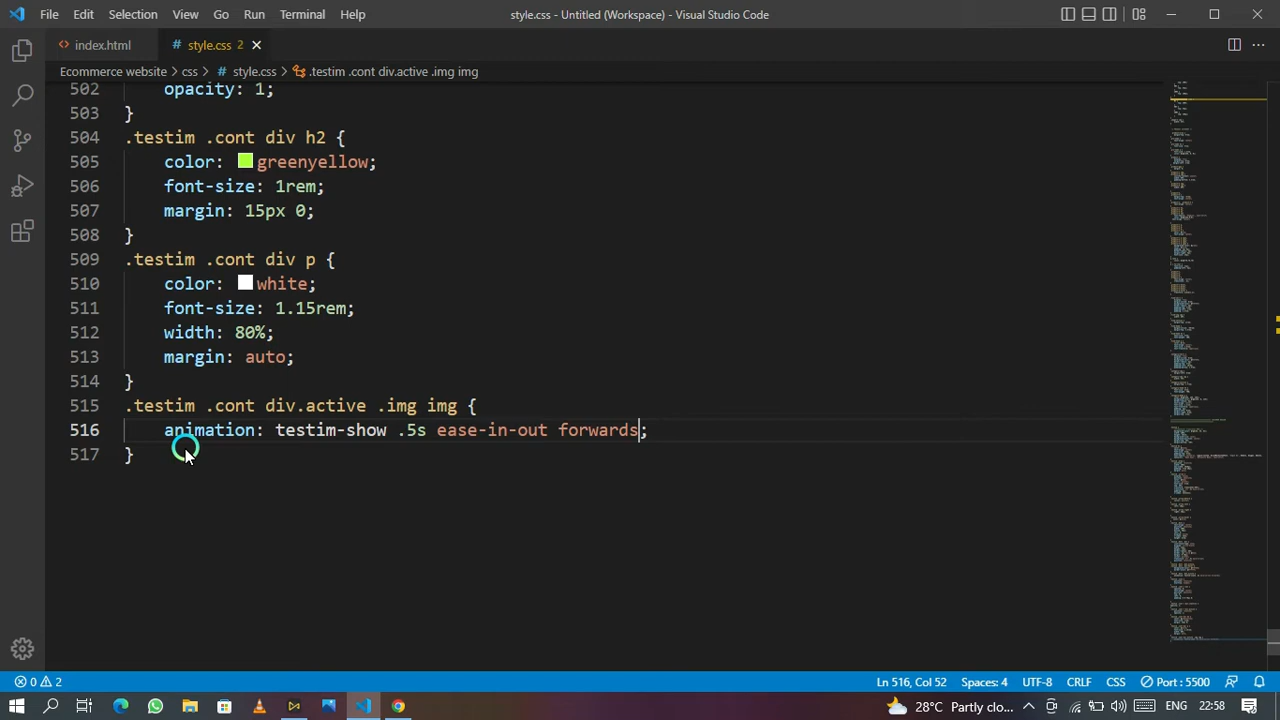 File Edit Selection View Go Run Terminal Help style.css - Untitled (Workspace) - Visual Studio Code
index.html # style.css 2
Ecommerce website > css > # style.css > .testim .cont div.active .img img
502 opacity: 1;
503 }
504 .testim .cont div h2 {
505 color: greenyellow;
506 font-size: 1rem;
507 margin: 15px 0;
508 }
509 .testim .cont div p {
510 color: white;
511 font-size: 1.15rem;
512 width: 80%;
513 margin: auto;
514 }
515 .testim .cont div.active .img img {
516 animation: testim-show .5s ease-in-out forwards;
517 }
0 2 Ln 516, Col 52 Spaces: 4 UTF-8 CRLF CSS Port : 5500
28°C Partly clo... ENG 22:58